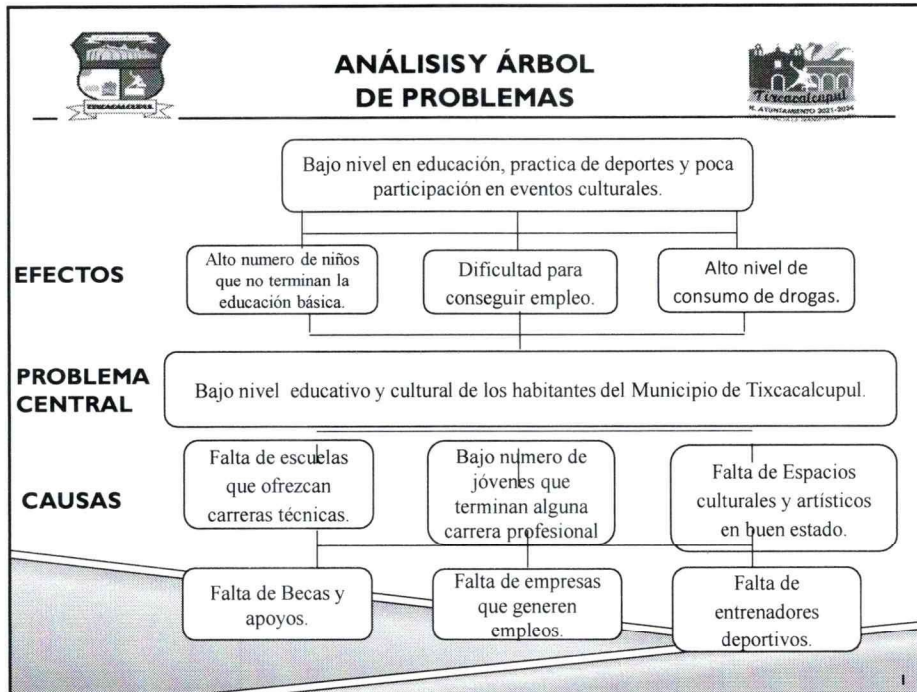 ANÁLISIS Y ÁRBOL
DE PROBLEMAS
TIXCACALCUPUL
Tixcacalcupul
H. AYUNTAMIENTO 2021-2024
Bajo nivel en educación, practica de deportes y poca
participación en eventos culturales.
EFECTOS
Alto numero de niños
que no terminan la
educación básica.
Dificultad para
conseguir empleo.
Alto nivel de
consumo de drogas.
PROBLEMA
CENTRAL
Bajo nivel educativo y cultural de los habitantes del Municipio de Tixcacalcupul.
CAUSAS
Falta de escuelas
que ofrezcan
carreras técnicas.
Bajo numero de
jóvenes que
terminan alguna
carrera profesional
Falta de Espacios
culturales y artísticos
en buen estado.
Falta de Becas y
apoyos.
Falta de empresas
que generen
empleos.
Falta de
entrenadores
deportivos.
1